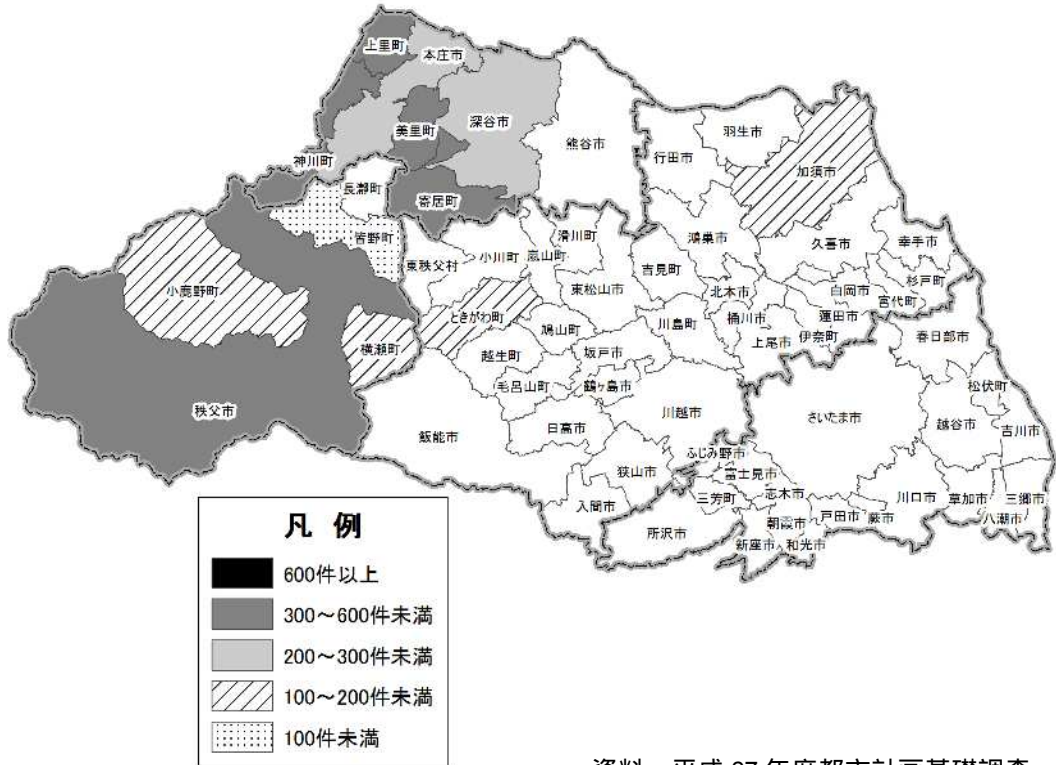 上里町
本庄市
美里町
深谷市
神川町
長瀞町
寄居町
皆野町
熊谷市
行田市
羽生市
加須市
小鹿野町
東秩父村
小川町
嵐山町
滑川町
東松山市
吉見町
鴻巣市
北本市
久喜市
幸手市
白岡市
杉戸町
宮代町
蓮田市
桶川市
上尾市
伊奈町
ときがわ町
鳩山町
川島町
横瀬町
越生町
坂戸市
毛呂山町
鶴ヶ島市
春日部市
松伏町
秩父市
飯能市
日高市
川越市
さいたま市
越谷市
吉川市
ふじみ野市
狭山市
富士見市
入間市
三芳町
志木市
川口市
草加市
三郷市
八潮市
所沢市
朝霞市
戸田市
蕨市
新座市
和光市
凡 例
600件以上
300～600件未満
200～300件未満
100～200件未満
100件未満